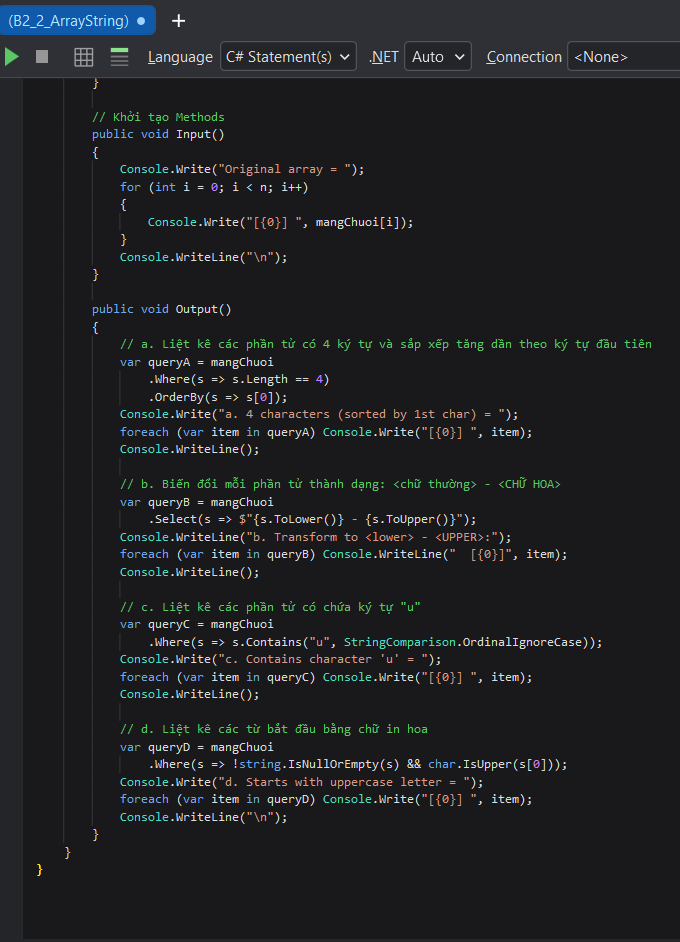 (B2_2_ArrayString)
Language C# Statement(s) .NET Auto Connection <None>
}
// Khởi tạo Methods
public void Input()
{
Console.Write("Original array = ");
for (int i = 0; i < n; i++)
{
Console.Write("[{0}] ", mangChuoi[i]);
}
Console.WriteLine("\n");
}
public void Output()
{
// a. Liệt kê các phần tử có 4 ký tự và sắp xếp tăng dần theo ký tự đầu tiên
var queryA = mangChuoi
.Where(s => s.Length == 4)
.OrderBy(s => s[0]);
Console.Write("a. 4 characters (sorted by 1st char) = ");
foreach (var item in queryA) Console.Write("[{0}] ", item);
Console.WriteLine();
// b. Biến đổi mỗi phần tử thành dạng: <chữ thường> - <CHỮ HOA>
var queryB = mangChuoi
.Select(s => $"{s.ToLower()} - {s.ToUpper()}");
Console.WriteLine("b. Transform to <lower> - <UPPER>:");
foreach (var item in queryB) Console.WriteLine("  [{0}]", item);
Console.WriteLine();
// c. Liệt kê các phần tử có chứa ký tự "u"
var queryC = mangChuoi
.Where(s => s.Contains("u", StringComparison.OrdinalIgnoreCase));
Console.Write("c. Contains character 'u' = ");
foreach (var item in queryC) Console.Write("[{0}] ", item);
Console.WriteLine();
// d. Liệt kê các từ bắt đầu bằng chữ in hoa
var queryD = mangChuoi
.Where(s => !string.IsNullOrEmpty(s) && char.IsUpper(s[0]));
Console.Write("d. Starts with uppercase letter = ");
foreach (var item in queryD) Console.Write("[{0}] ", item);
Console.WriteLine("\n");
}
}
}